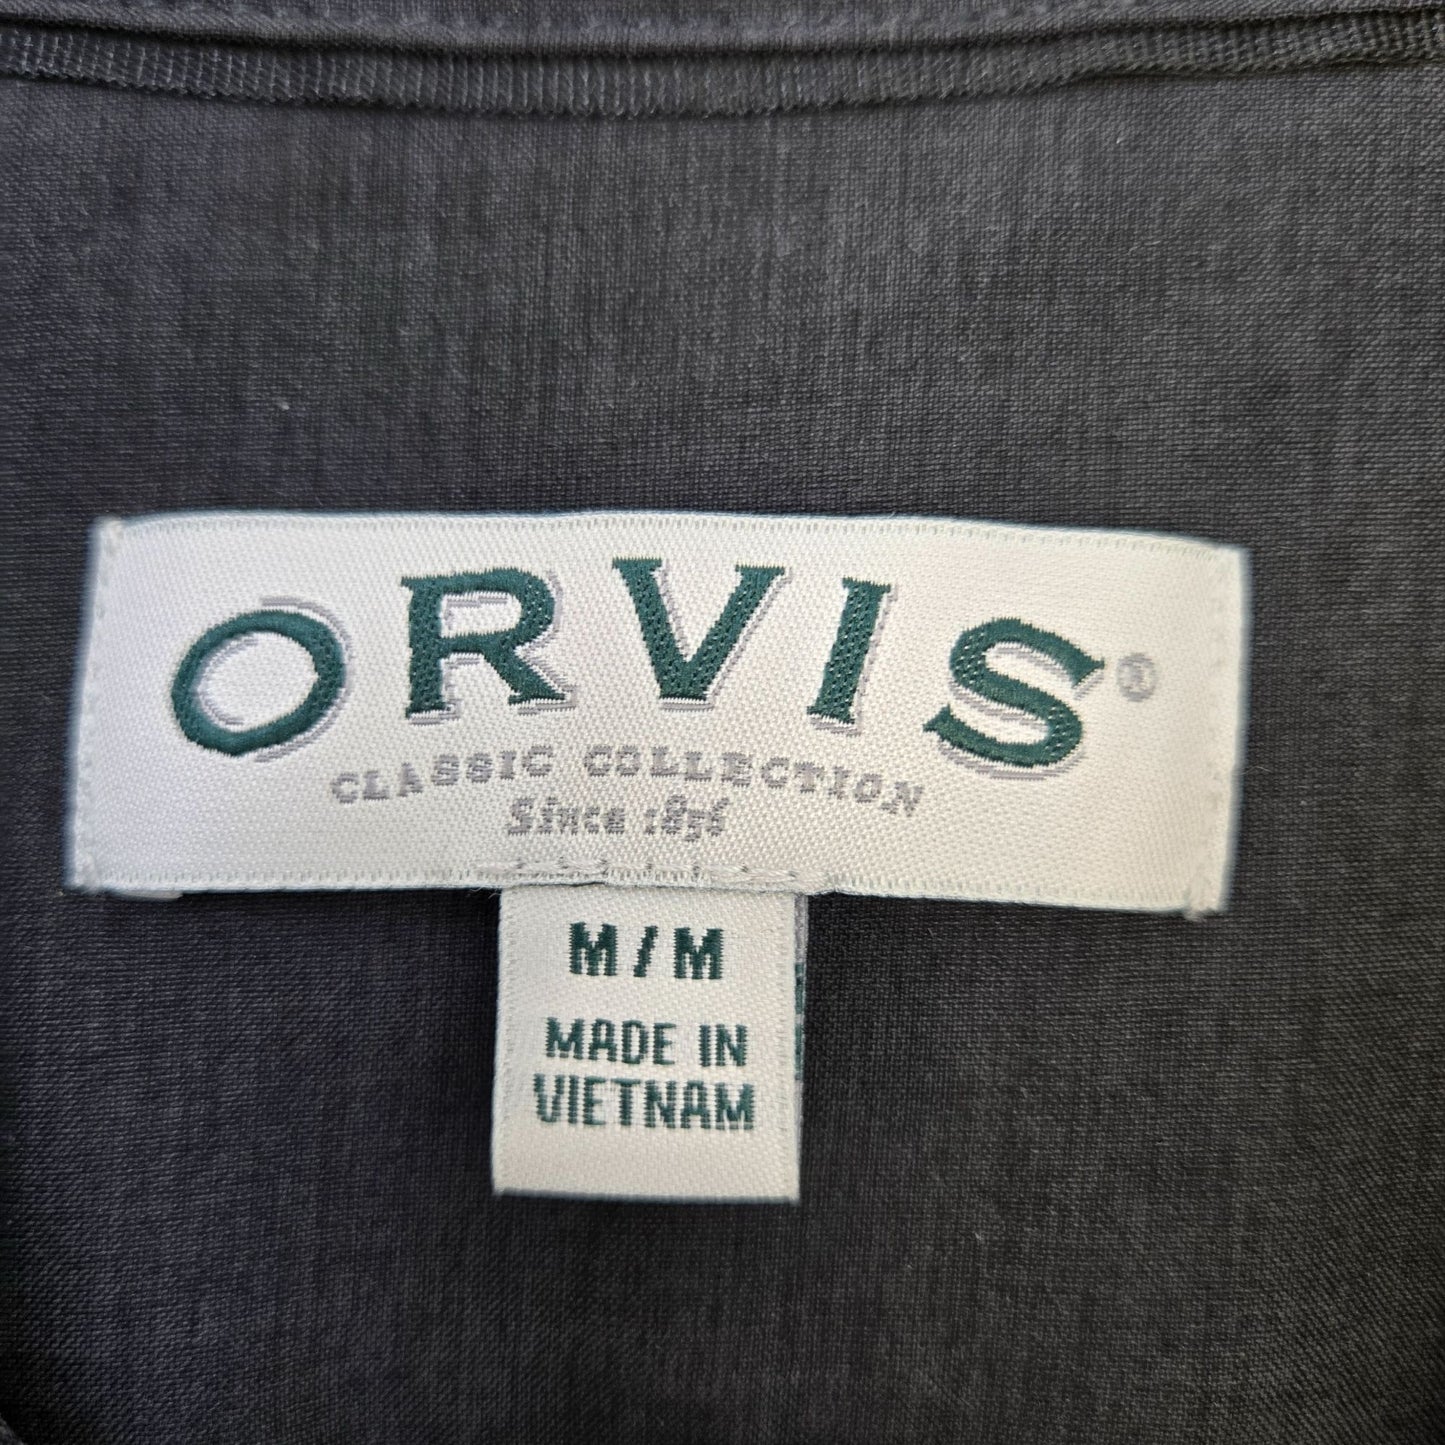 ORVIS®
CLASSIC COLLECTION
Since 1856
M/M
MADE IN
VIETNAM